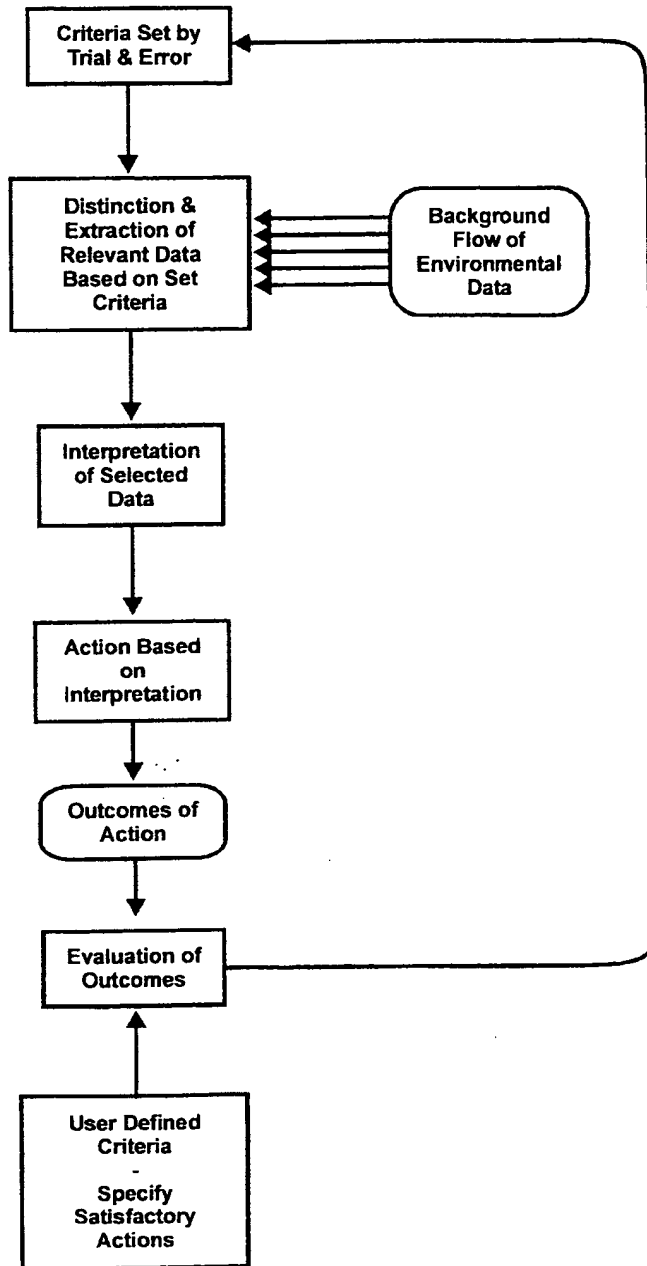 Criteria Set by
Trial & Error
Distinction &
Extraction of
Relevant Data
Based on Set
Criteria
Background
Flow of
Environmental
Data
Interpretation
of Selected
Data
Action Based
on
Interpretation
Outcomes of
Action
Evaluation of
Outcomes
User Defined
Criteria
-
Specify
Satisfactory
Actions